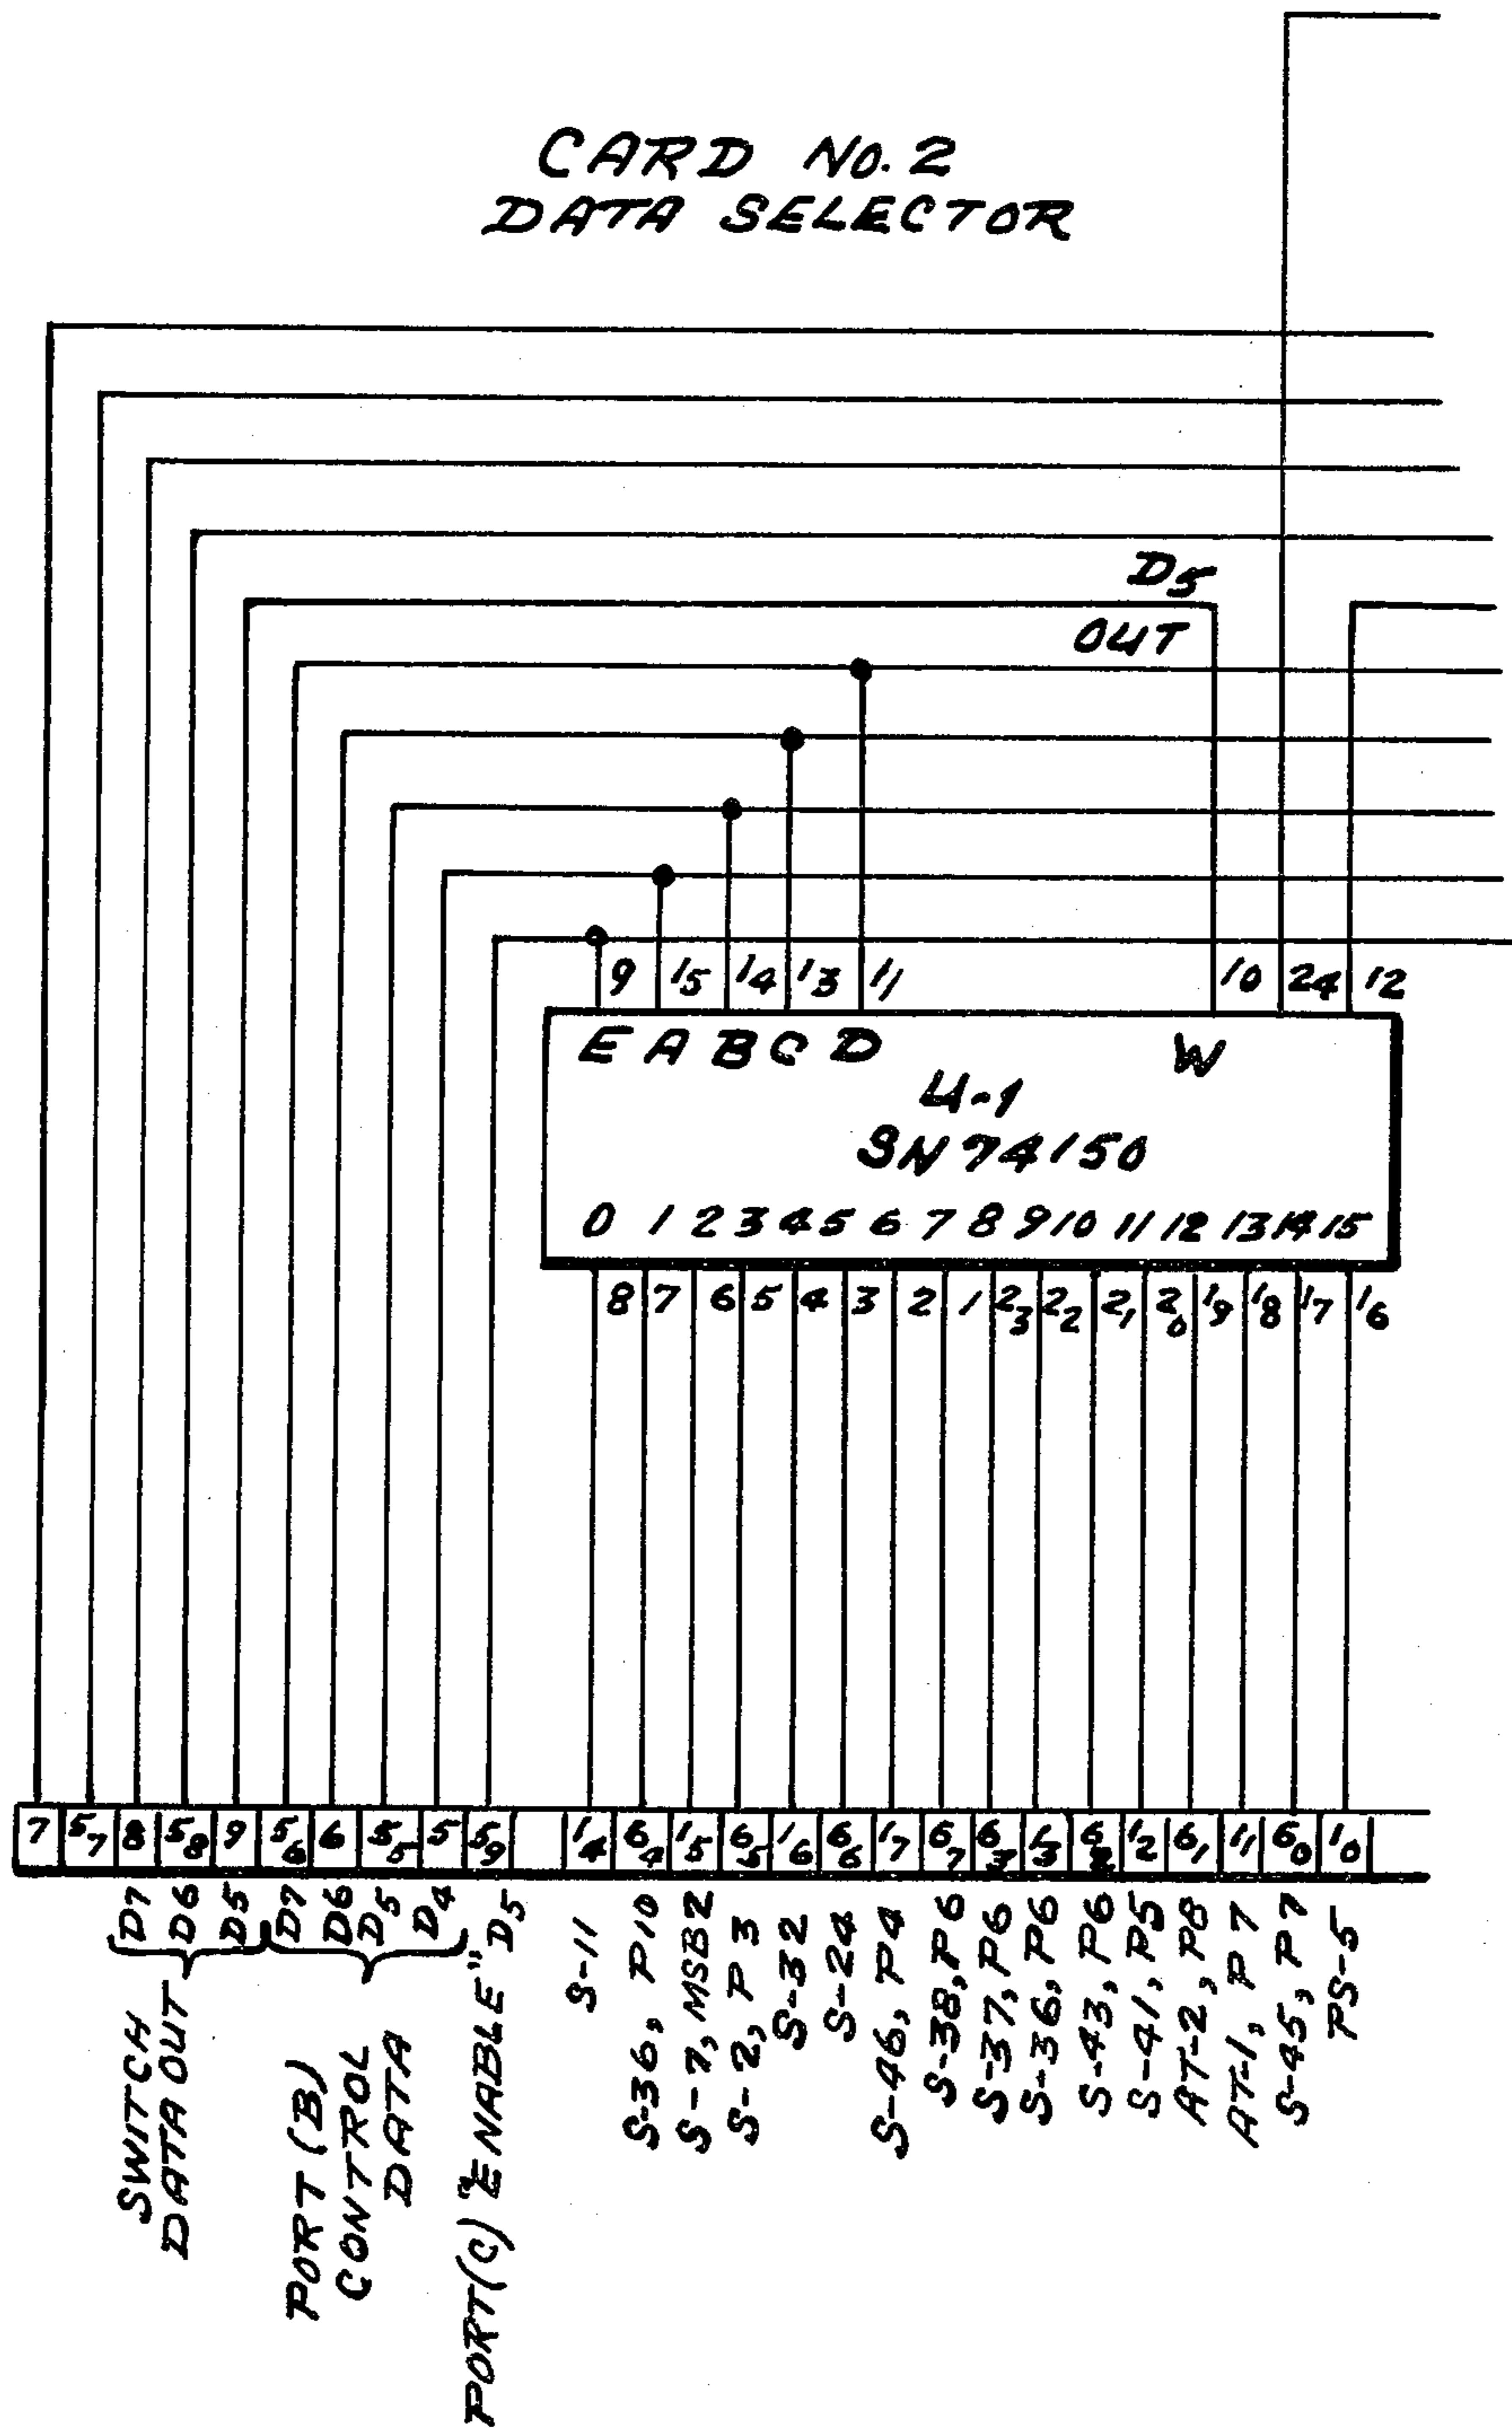 CARD NO. 2
DATA SELECTOR
D5
OUT
9 15 14 13 11 10 24 12
E A B C D W
U-1
SN 74150
0 1 2 3 4 5 6 7 8 9 10 11 12 13 14 15
8 7 6 5 4 3 2 1 23 22 21 20 19 18 17 16
7 57 8 58 9 56 6 55 5 59 14 64 15 65 16 66 17 67 63 13 62 12 61 11 60 10
D7
D6
D5
D7
D6
D5
D4
D5
SWITCH
DATA OUT
PORT (B)
CONTROL
DATA
PORT(C) "ENABLE"
S-11
S-36, P10
S-7, MSB2
S-2, P3
S-32
S-24
S-46, P4
S-38, P6
S-37, P6
S-36, P6
S-43, P6
S-41, P5
AT-2, P8
AT-1, P7
S-45, P7
PS-5